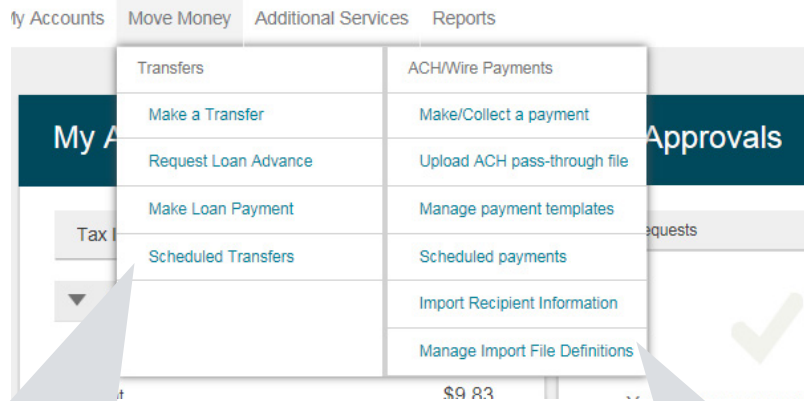 My Accounts Move Money Additional Services Reports
Transfers
Make a Transfer
Request Loan Advance
Make Loan Payment
Scheduled Transfers
ACH/Wire Payments
Make/Collect a payment
Upload ACH pass-through file
Manage payment templates
Scheduled payments
Import Recipient Information
Manage Import File Definitions
My A
Approvals
Tax I
equests
$9.83